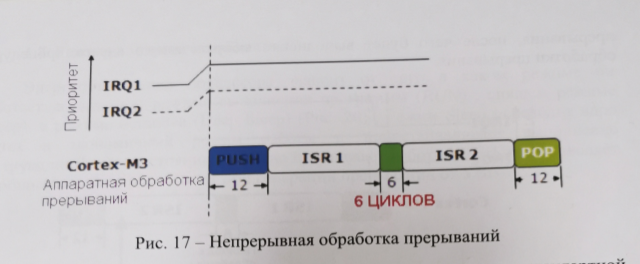 Приоритет
IRQ1
IRQ2
Cortex-M3
Аппаратная обработка
прерываний
PUSH
ISR 1
ISR 2
POP
12
6
12
6 ЦИКЛОВ
Рис. 17 – Непрерывная обработка прерываний